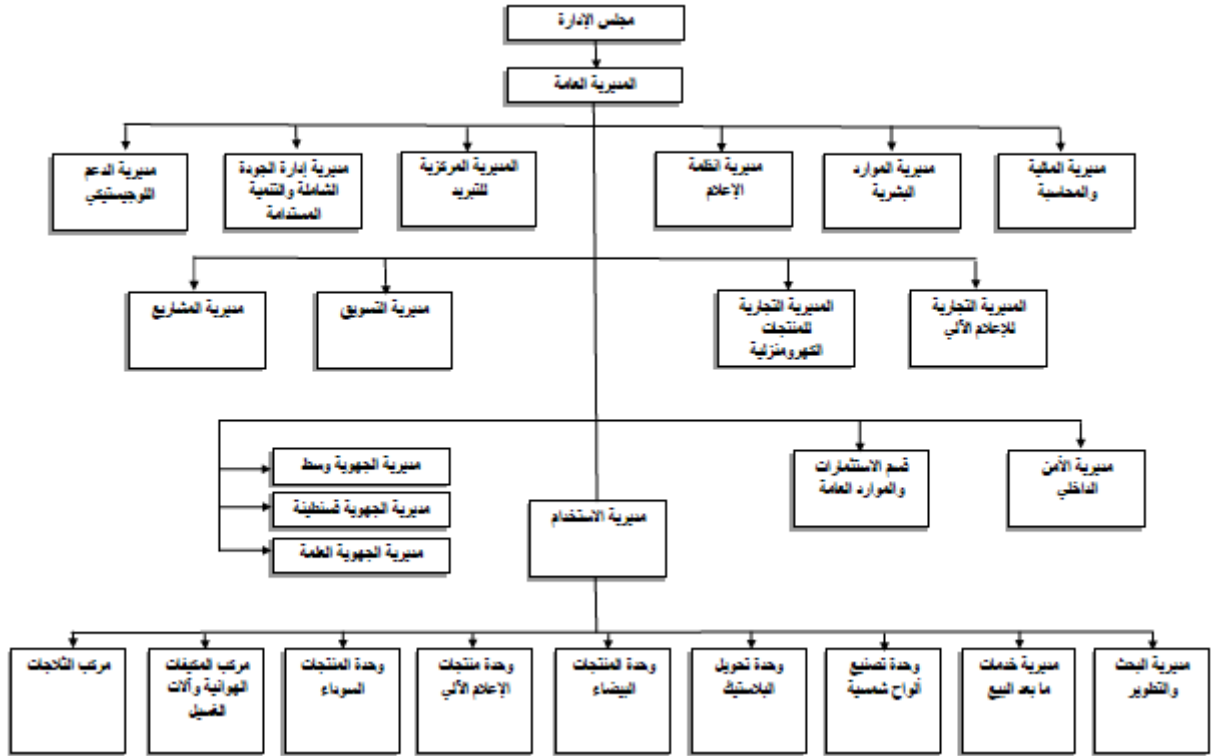 مجلس الإدارة
المديرية العامة
مديرية المالية
والمحاسبة
مديرية الموارد
البشرية
مديرية انظمة
الإعلام
المديرية المركزية
للتبريد
مديرية إدارة الجودة
الشاملة والتنمية
المستدامة
مديرية الدعم
اللوجيستيكي
المديرية التجارية
للإعلام الألي
المديرية التجارية
للمنتجات
الكهرومنزلية
مديرية التسويق
مديرية المشاريع
مديرية الأمن
الداخلي
قسم الاستثمارات
والموارد العامة
مديرية الجهوية وسط
مديرية الجهوية قسنطينة
مديرية الجهوية العلمة
مديرية الاستخدام
مديرية البحث
والتطوير
مديرية خدمات
ما بعد البيع
وحدة تصنيع
ألواح شمسية
وحدة تحويل
البلاستيك
وحدة المنتجات
البيضاء
وحدة منتجات
الإعلام الألي
وحدة المنتجات
السوداء
مركب المكيفات
الهوائية وآلات
الغسيل
مركب الثلاجات